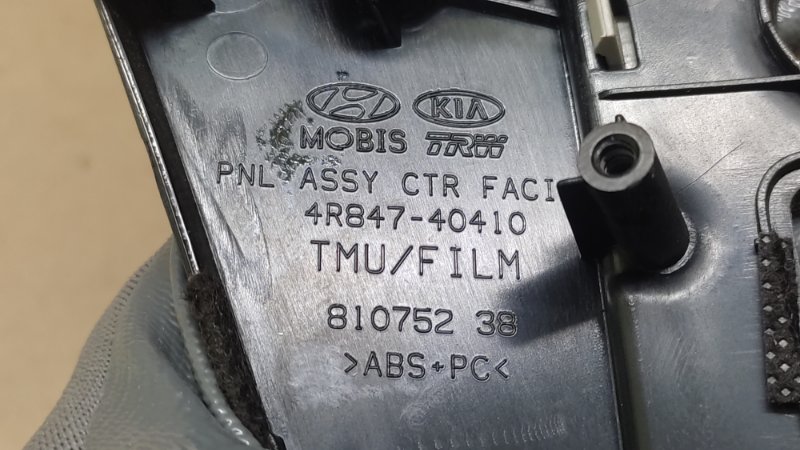 KIA
MOBIS TRW
PNL ASSY CTR FACI
4R847-40410
TMU/FILM
810752 38
>ABS+PC<